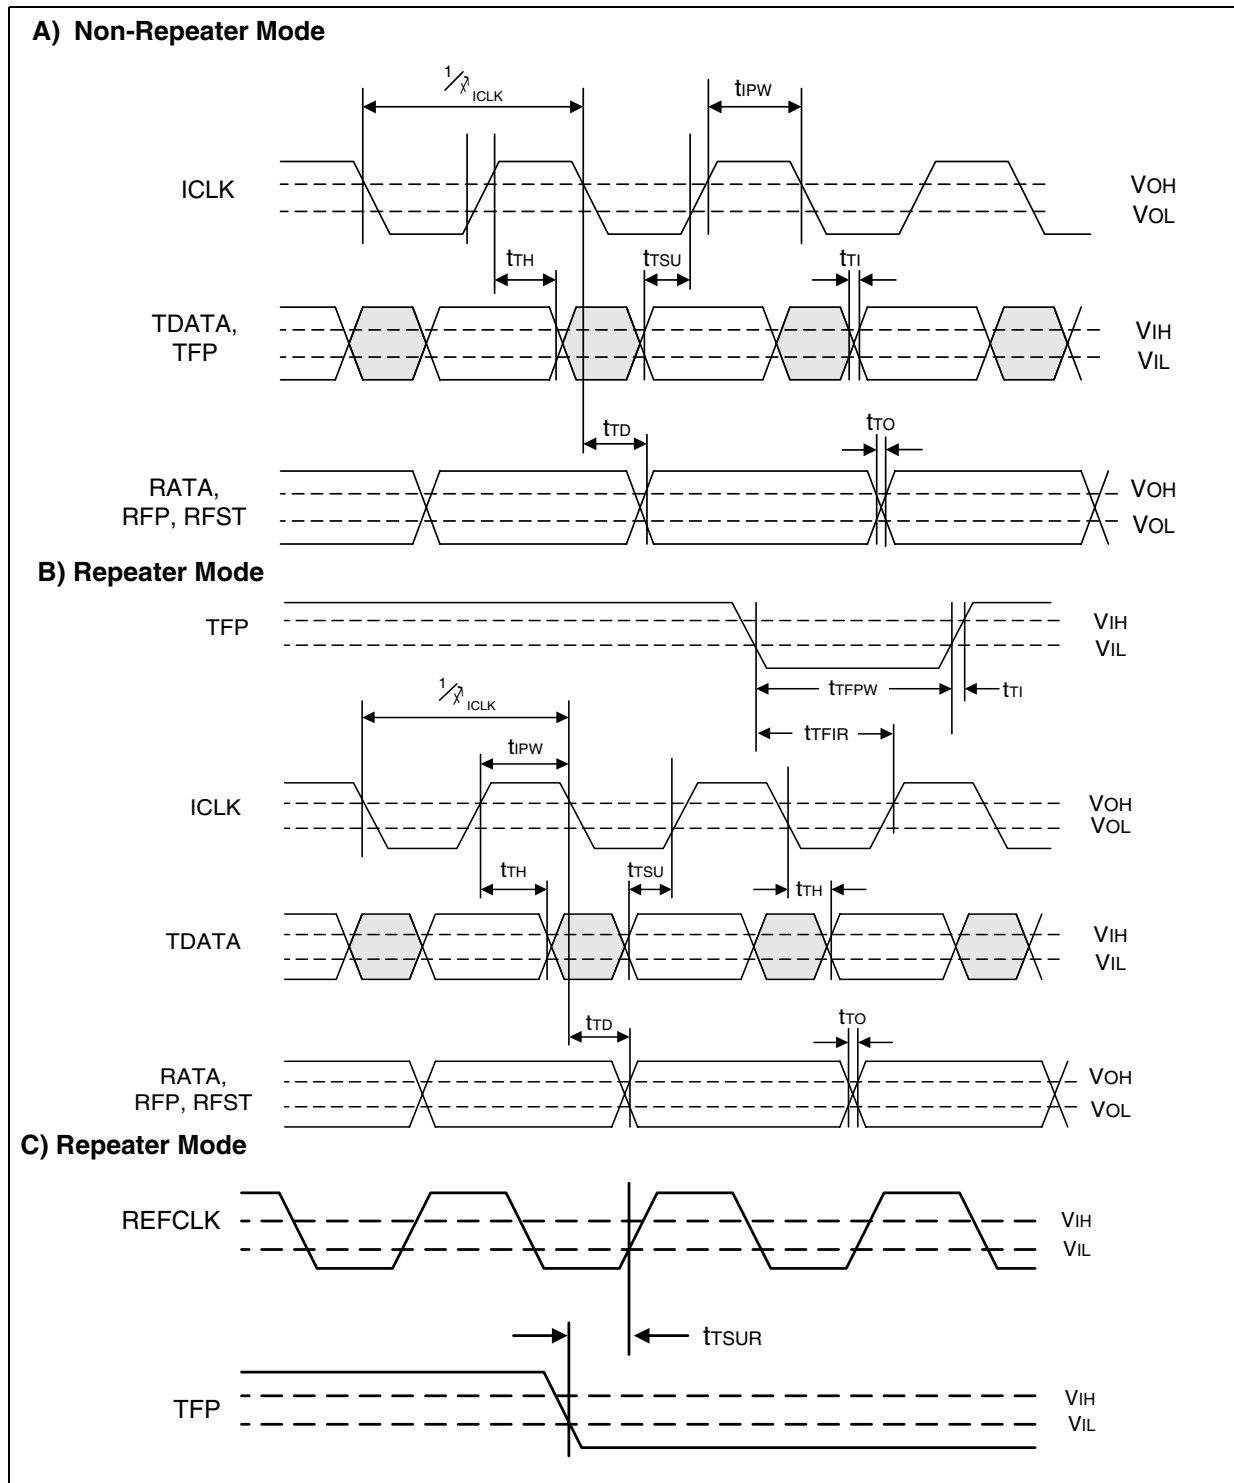 A) Non-Repeater Mode
1/ ICLK
tIPW
ICLK
VOH
VOL
tTH
tTSU
tTI
TDATA,
TFP
VIH
VIL
tTD
tTO
RATA,
RFP, RFST
VOH
VOL
B) Repeater Mode
TFP
VIH
VIL
tTFPW
tTI
1/ ICLK
tTFIR
tIPW
ICLK
VOH
VOL
tTH
tTSU
tTH
TDATA
VIH
VIL
tTD
tTO
RATA,
RFP, RFST
VOH
VOL
C) Repeater Mode
REFCLK
VIH
VIL
tTSUR
TFP
VIH
VIL